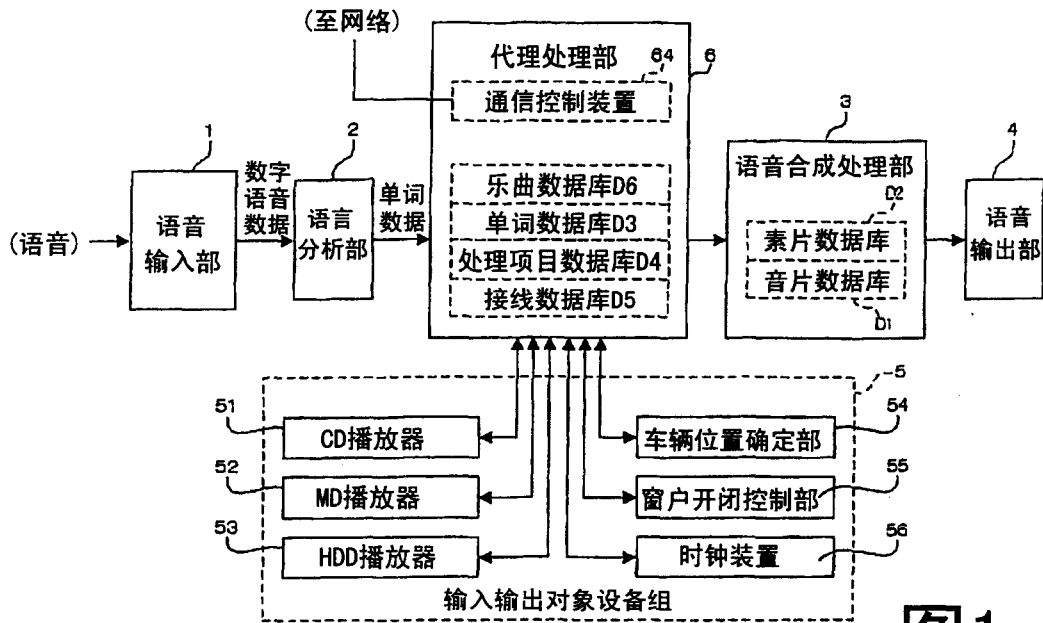 (至网络)
代理处理部
64
6
通信控制装置
乐曲数据库D6
单词数据库D3
处理项目数据库D4
接线数据库D5
(语音)
1
语音
输入部
数字
语音
数据
2
语言
分析部
单词
数据
3
语音合成处理部
D2
素片数据库
音片数据库
D1
4
语音
输出部
5
51
CD播放器
52
MD播放器
53
HDD播放器
54
车辆位置确定部
55
窗户开闭控制部
56
时钟装置
输入输出对象设备组
图1